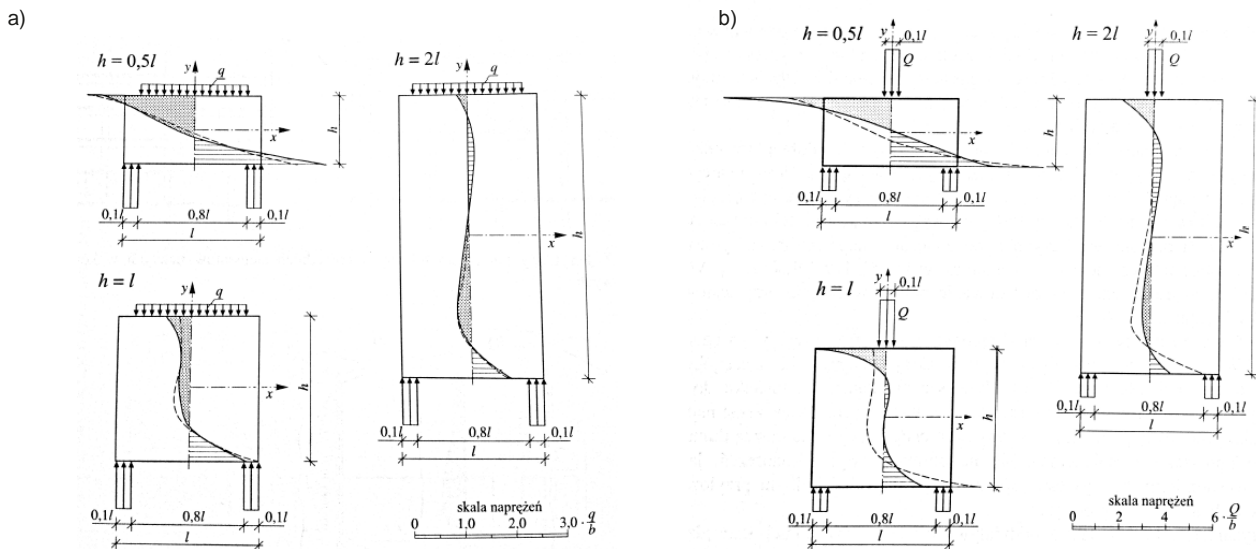 a)
h = 0,5l
q
y
x
h
0,1l 0,8l 0,1l
l
h = 2l
q
y
x
h
0,1l 0,8l 0,1l
l
h = l
q
y
x
h
0,1l 0,8l 0,1l
l
skala naprężeń
0 1,0 2,0 3,0 · q/b
b)
h = 0,5l
y
0,1l
Q
x
h
0,1l 0,8l 0,1l
l
h = 2l
y
0,1l
Q
x
h
0,1l 0,8l 0,1l
l
h = l
y
0,1l
Q
x
h
0,1l 0,8l 0,1l
l
skala naprężeń
0 2 4 6 · Q/b